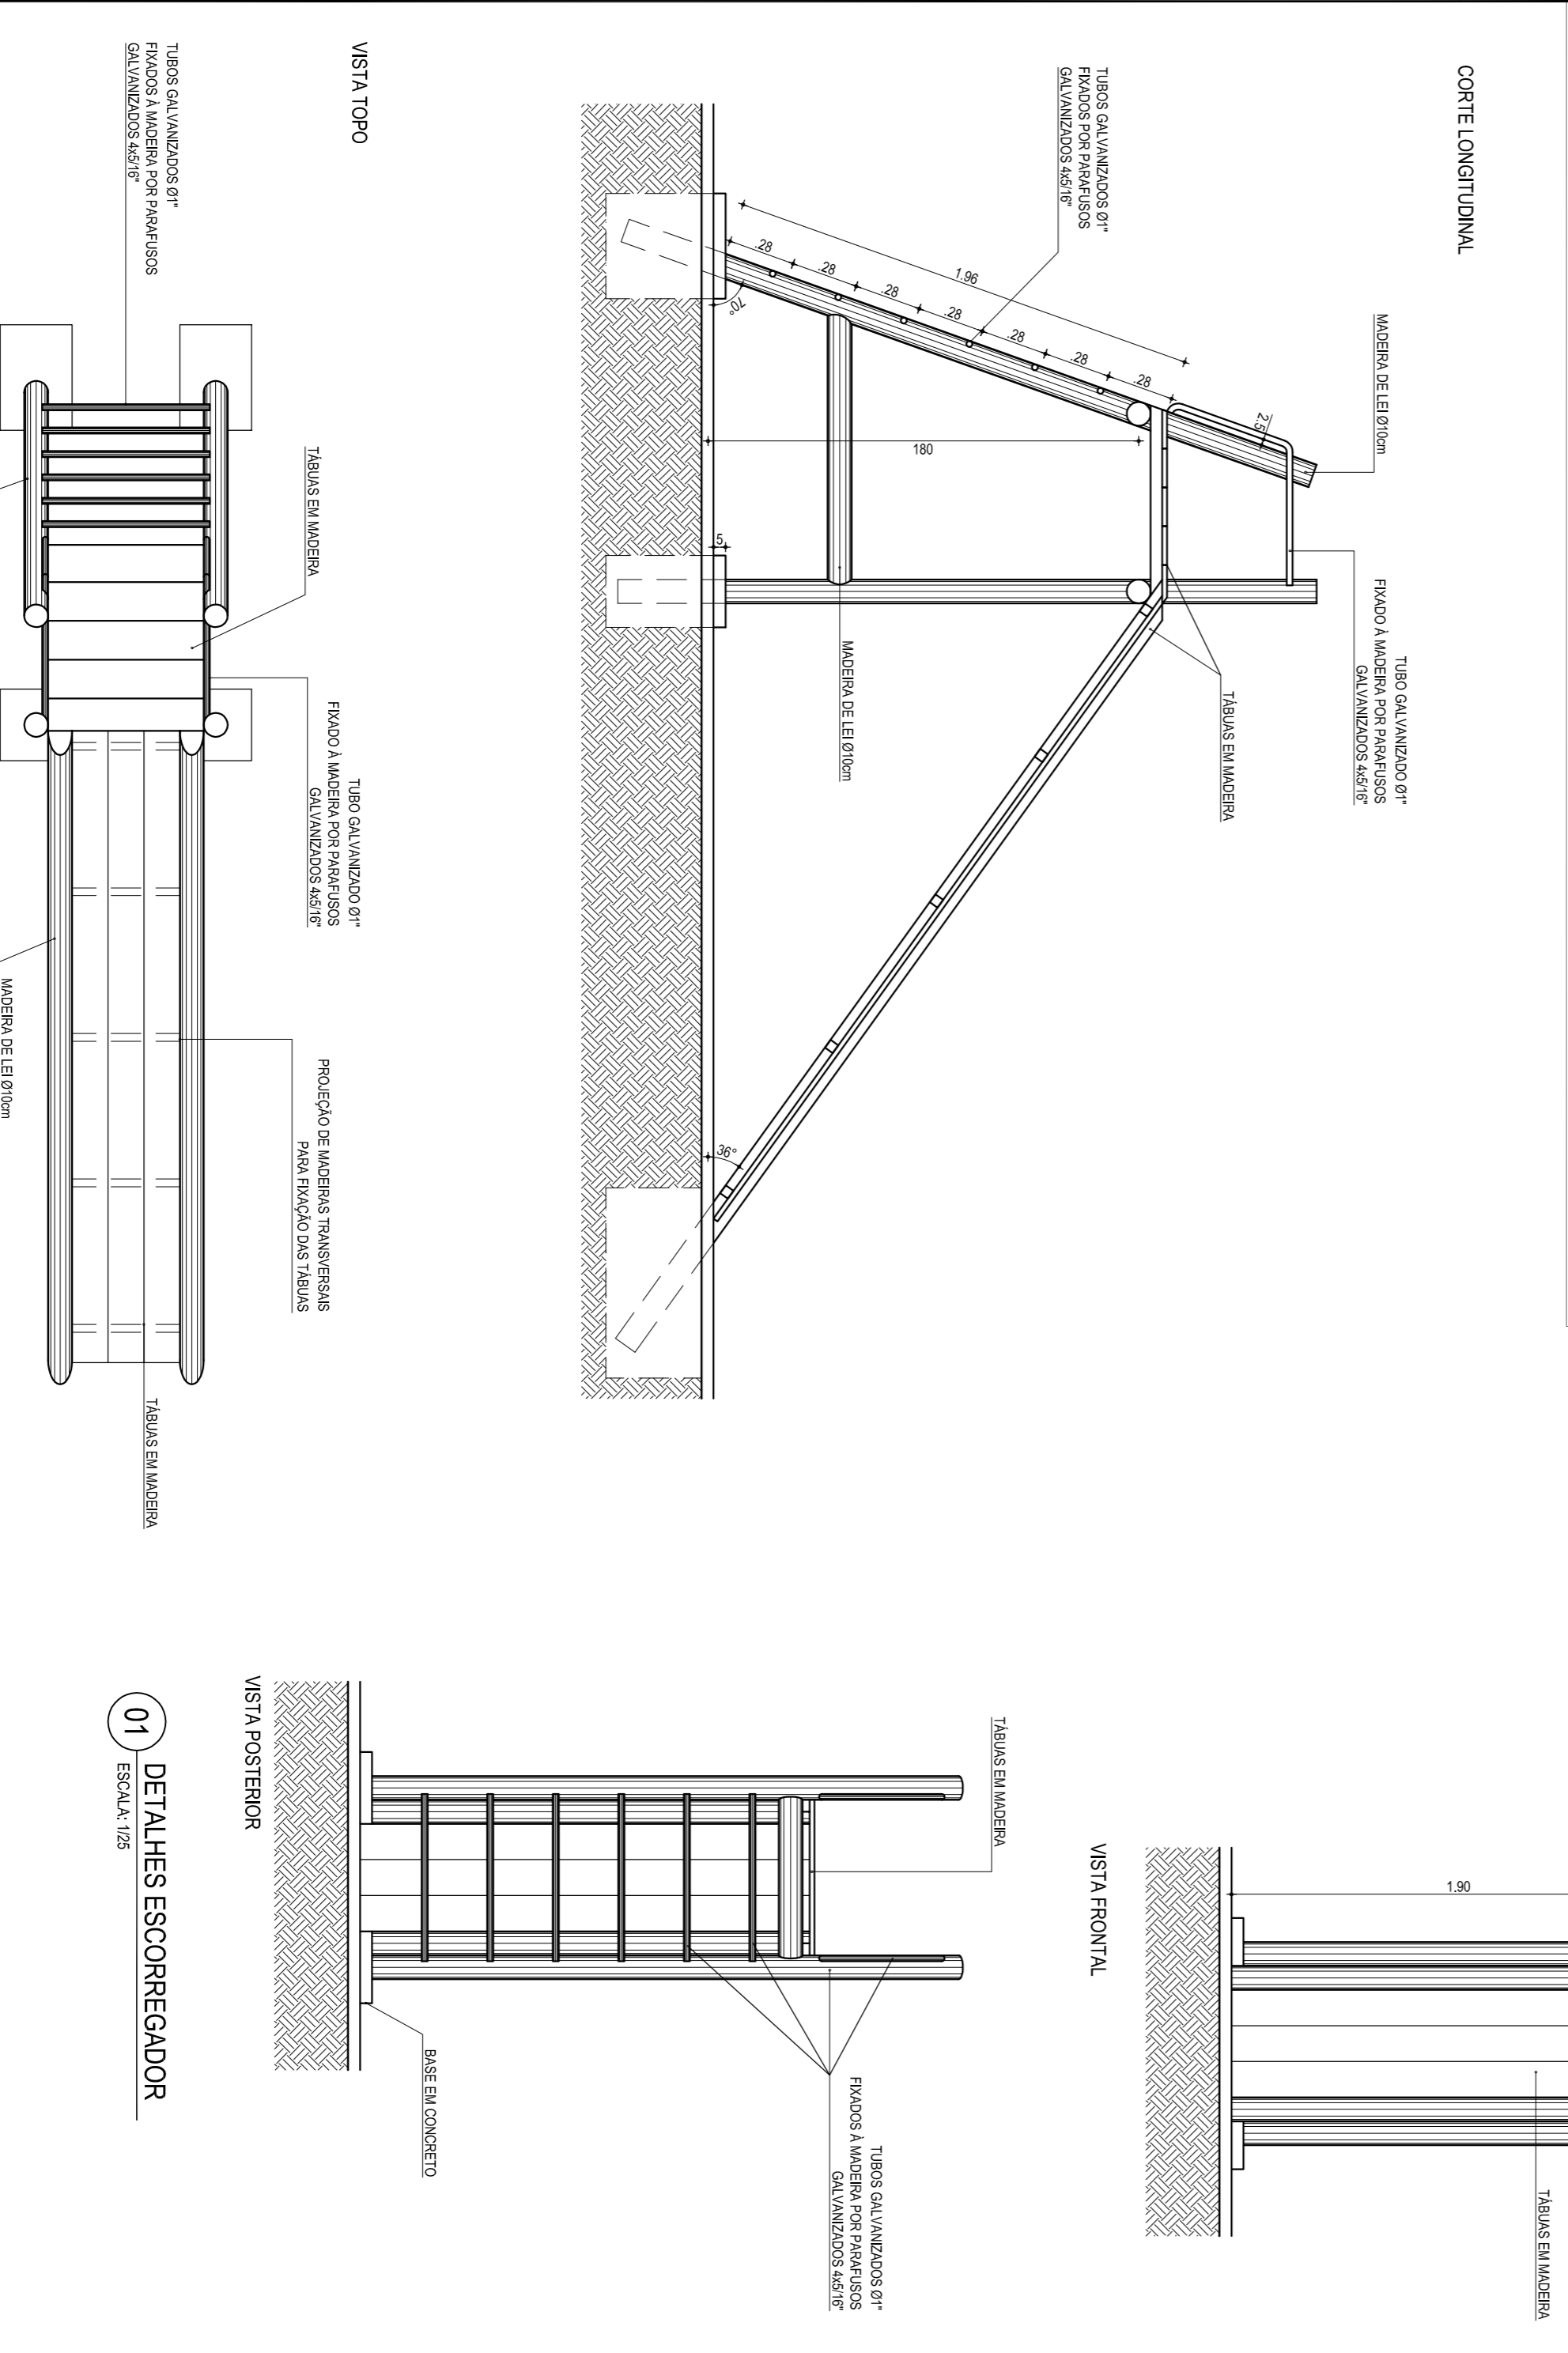 CORTE LONGITUDINAL
MADEIRA DE LEI Ø10cm
TUBO GALVANIZADO Ø1"
FIXADO À MADEIRA POR PARAFUSOS
GALVANIZADOS 4x5/16"
TUBOS GALVANIZADOS Ø1"
FIXADOS POR PARAFUSOS
GALVANIZADOS 4x5/16"
TÁBUAS EM MADEIRA
2.5
.28
.28
.28
.28
.28
.28
.28
1.96
180
70°
5
MADEIRA DE LEI Ø10cm
36°
VISTA TOPO
TUBOS GALVANIZADOS Ø1"
FIXADOS À MADEIRA POR PARAFUSOS
GALVANIZADOS 4x5/16"
TÁBUAS EM MADEIRA
TUBO GALVANIZADO Ø1"
FIXADO À MADEIRA POR PARAFUSOS
GALVANIZADOS 4x5/16"
PROJEÇÃO DE MADEIRAS TRANSVERSAIS
PARA FIXAÇÃO DAS TÁBUAS
TÁBUAS EM MADEIRA
MADEIRA DE LEI Ø10cm
1.90
TÁBUAS EM MADEIRA
VISTA FRONTAL
TÁBUAS EM MADEIRA
TUBOS GALVANIZADOS Ø1"
FIXADOS À MADEIRA POR PARAFUSOS
GALVANIZADOS 4x5/16"
BASE EM CONCRETO
VISTA POSTERIOR
01
DETALHES ESCORREGADOR
ESCALA: 1/25